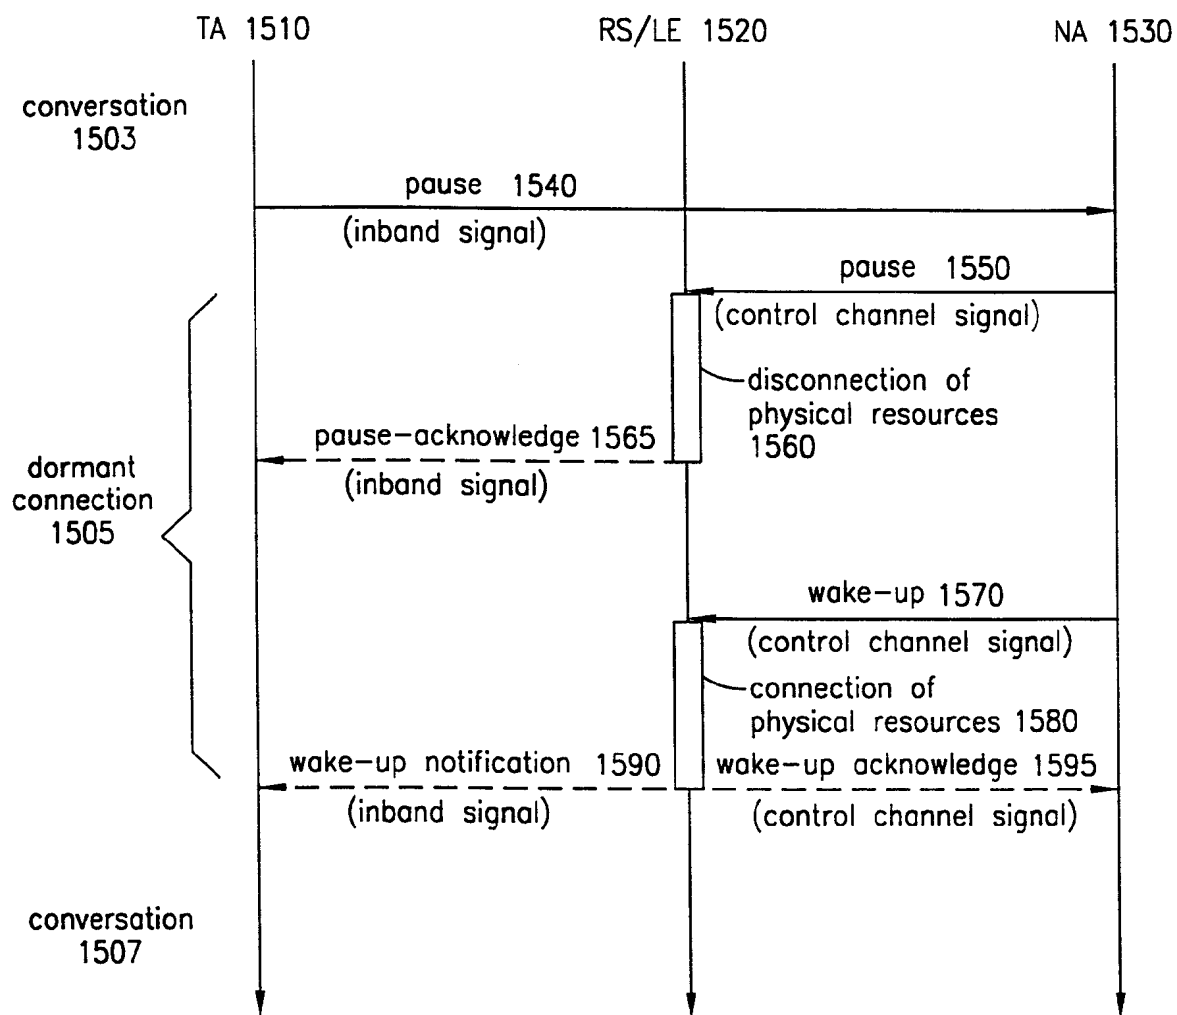 TA 1510
RS/LE 1520
NA 1530
conversation
1503
pause 1540
(inband signal)
pause 1550
(control channel signal)
disconnection of
physical resources
1560
pause-acknowledge 1565
(inband signal)
dormant
connection
1505
wake-up 1570
(control channel signal)
connection of
physical resources 1580
wake-up notification 1590
(inband signal)
wake-up acknowledge 1595
(control channel signal)
conversation
1507